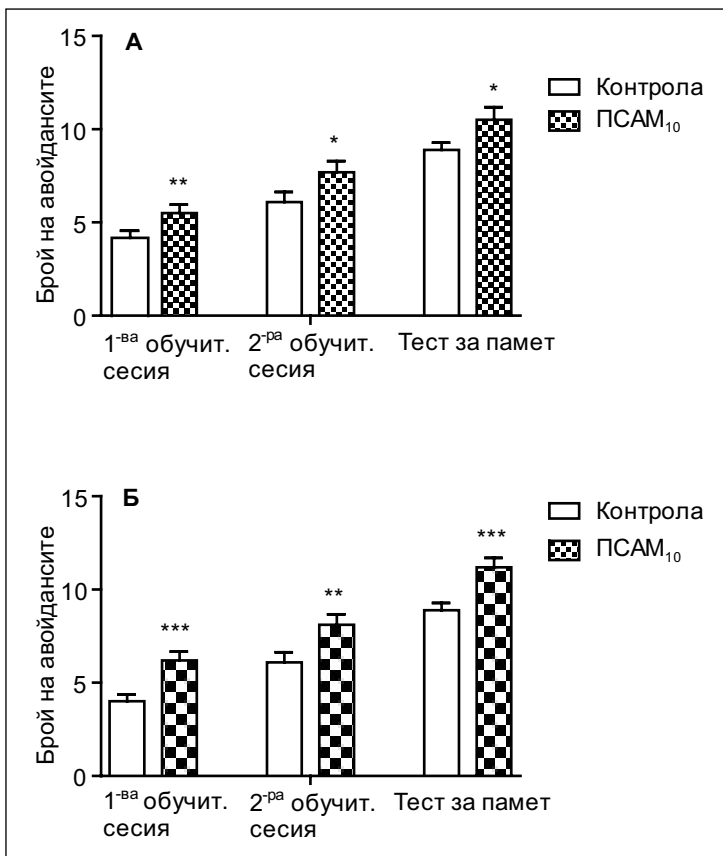 А
15
10
5
0
Брой на авойдансите
**
*
*
Контрола
ПСАМ₁₀
1-ва обучит.
сесия
2-ра обучит.
сесия
Тест за памет
Б
15
10
5
0
Брой на авойдансите
***
**
***
Контрола
ПСАМ₁₀
1-ва обучит.
сесия
2-ра обучит.
сесия
Тест за памет